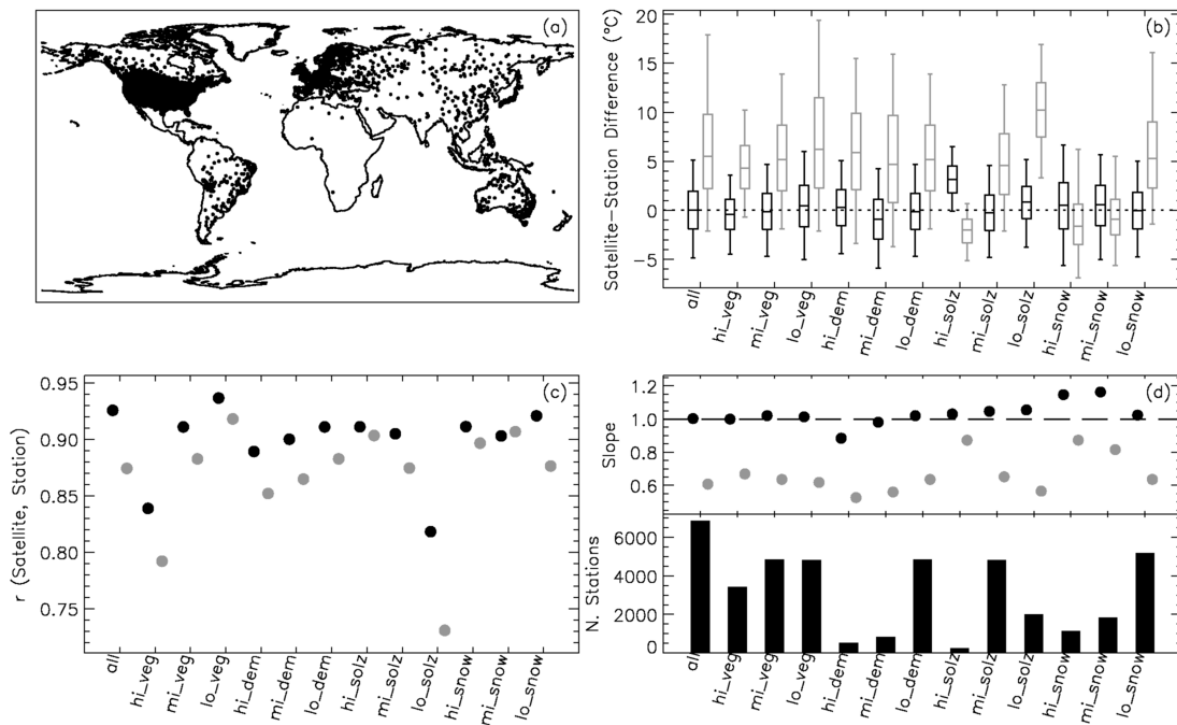 (a)
(b)
Satellite−Station Difference (°C)
20
15
10
5
0
−5
all
hi_veg
mi_veg
lo_veg
hi_dem
mi_dem
lo_dem
hi_solz
mi_solz
lo_solz
hi_snow
mi_snow
lo_snow
(c)
r (Satellite, Station)
0.95
0.90
0.85
0.80
0.75
all
hi_veg
mi_veg
lo_veg
hi_dem
mi_dem
lo_dem
hi_solz
mi_solz
lo_solz
hi_snow
mi_snow
lo_snow
(d)
Slope
1.2
1.0
0.8
0.6
N. Stations
6000
4000
2000
0
all
hi_veg
mi_veg
lo_veg
hi_dem
mi_dem
lo_dem
hi_solz
mi_solz
lo_solz
hi_snow
mi_snow
lo_snow